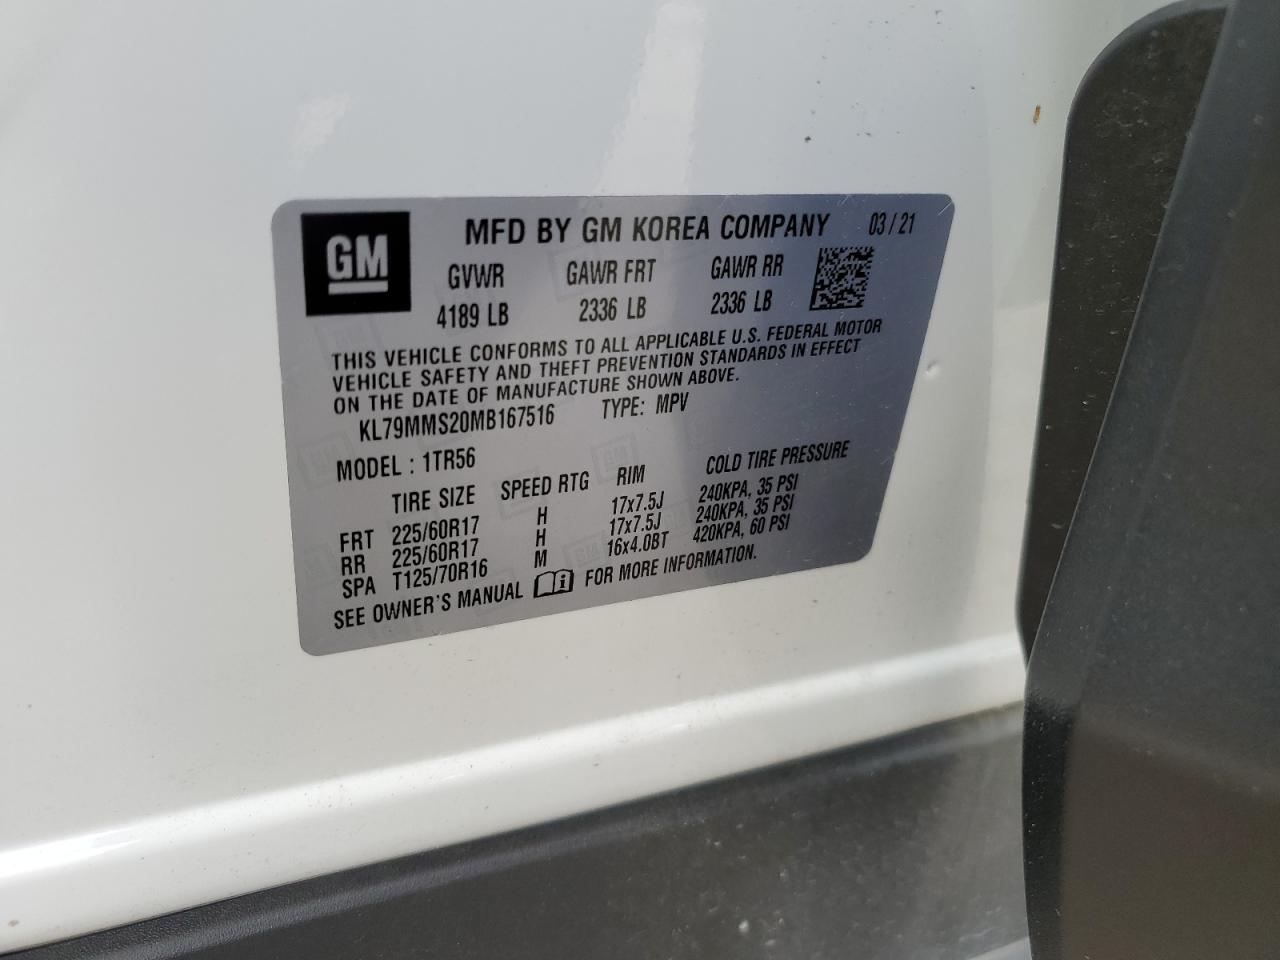 GM
MFD BY GM KOREA COMPANY 03/21
GVWR GAWR FRT GAWR RR
4189 LB 2336 LB 2336 LB
THIS VEHICLE CONFORMS TO ALL APPLICABLE U.S. FEDERAL MOTOR
VEHICLE SAFETY AND THEFT PREVENTION STANDARDS IN EFFECT
ON THE DATE OF MANUFACTURE SHOWN ABOVE.
KL79MMS20MB167516 TYPE: MPV
MODEL : 1TR56
TIRE SIZE SPEED RTG RIM COLD TIRE PRESSURE
FRT 225/60R17 H 17x7.5J 240KPA, 35 PSI
RR 225/60R17 H 17x7.5J 240KPA, 35 PSI
SPA T125/70R16 M 16x4.0BT 420KPA, 60 PSI
SEE OWNER'S MANUAL i FOR MORE INFORMATION.